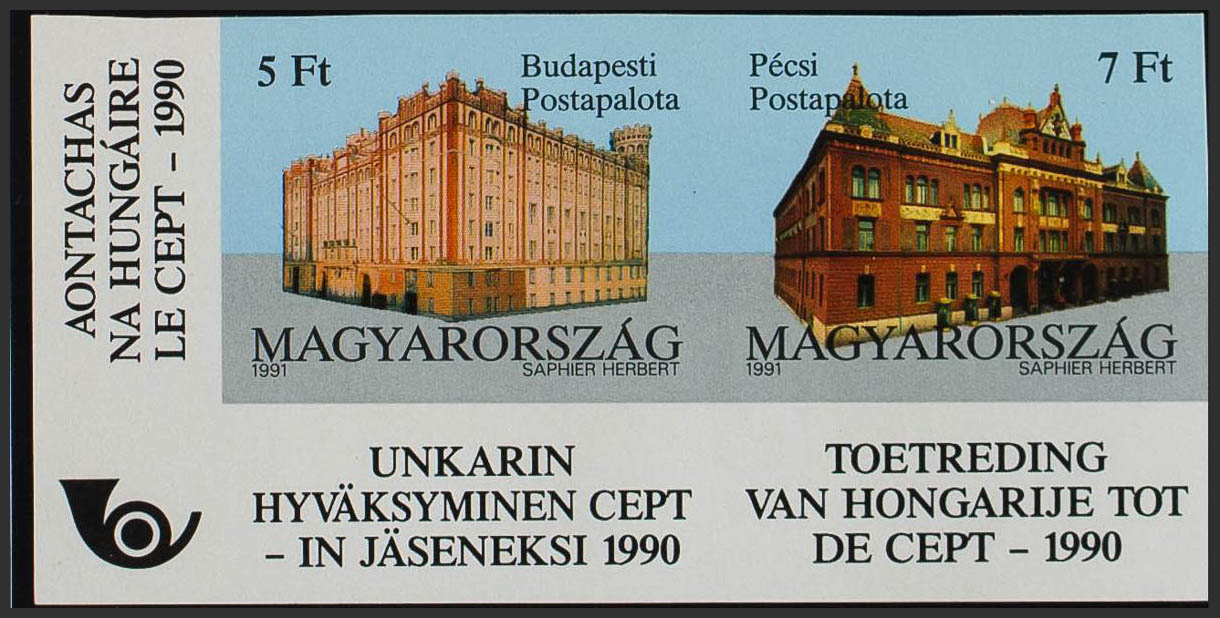 AONTACHAS
NA HUNGÁIRE
LE CEPT – 1990
5 Ft
Budapesti
Postapalota
MAGYARORSZÁG
1991
SAPHIER HERBERT
Pécsi
Postapalota
7 Ft
MAGYARORSZÁG
1991
SAPHIER HERBERT
UNKARIN
HYVÄKSYMINEN CEPT
– IN JÄSENEKSI 1990
TOETREDING
VAN HONGARIJE TOT
DE CEPT – 1990